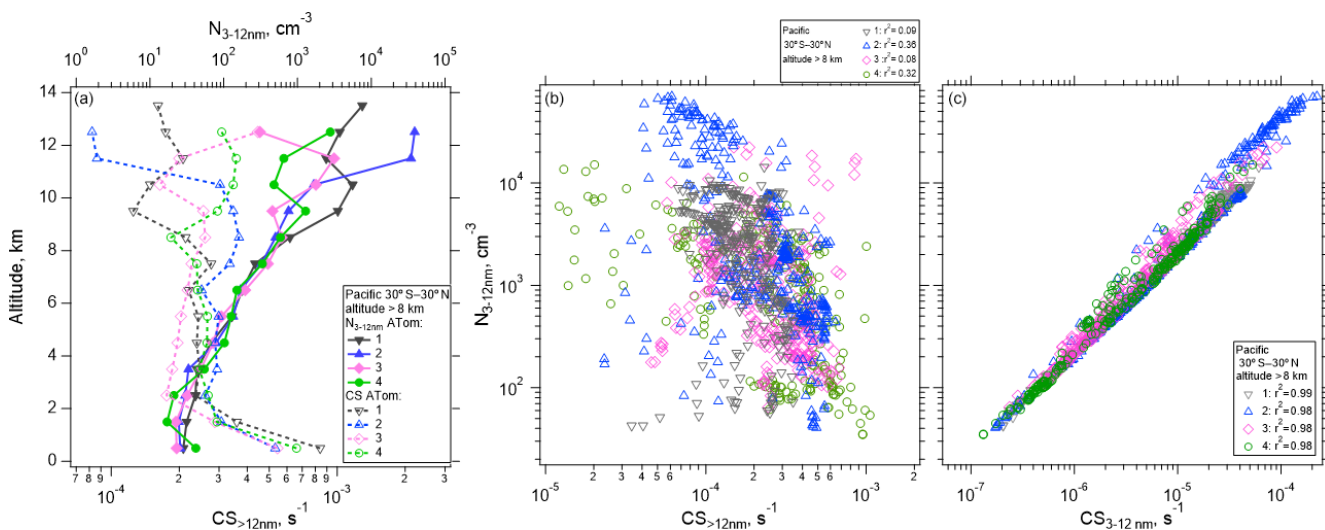 N3-12nm, cm-3
10^0 10^1 10^2 10^3 10^4 10^5
(a)
Altitude, km
14
12
10
8
6
4
2
0
Pacific 30° S–30° N
altitude > 8 km
N3-12nm ATom:
1
2
3
4
CS ATom:
1
2
3
4
7 8 9 2 3 4 5 6 7 8 9 2 3
10^-4 10^-3
CS>12nm, s-1
Pacific
30° S–30° N
altitude > 8 km
1: r2= 0.09
2: r2= 0.36
3 :r2= 0.08
4: r2= 0.32
(b)
N3-12nm, cm-3
10^4
10^3
10^2
10^-5 2 3 4 5 6 10^-4 2 3 4 5 6 10^-3 2
CS>12nm, s-1
(c)
Pacific
30° S–30° N
altitude > 8 km
1: r2= 0.99
2: r2= 0.98
3: r2= 0.98
4: r2= 0.98
10^-7 10^-6 10^-5 10^-4
CS3-12 nm, s-1